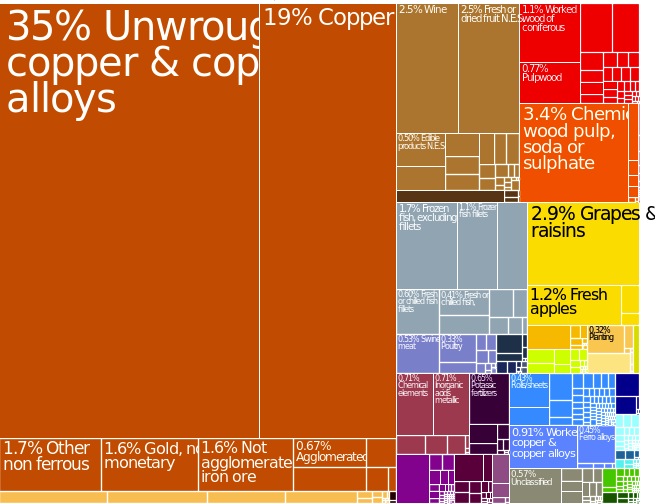 35% Unwroug
copper & cop
alloys
19% Copper
2.5% Wine
2.5% Fresh or
dried fruit N.E.S
1.1% Worked
wood of
coniferous
0.77%
Pulpwood
3.4% Chemic
wood pulp,
soda or
sulphate
0.50% Edible
products N.E.S
1.7% Frozen
fish, excluding
fillets
1.1% Frozen
fish fillets
2.9% Grapes &
raisins
0.60% Fresh
or chilled fish
fillets
0.41% Fresh or
chilled fish,
1.2% Fresh
apples
0.53% Swine
meat
0.33%
Poultry
0.32%
Planting
0.71%
Chemical
elements
0.71%
Inorganic
acids
metallic
0.65%
Potassic
fertilizers
0.43%
Rolls/sheets
0.91% Worked
copper &
copper alloys
0.45%
Ferro alloys
0.57%
Unclassified
1.7% Other
non ferrous
1.6% Gold, no
monetary
1.6% Not
agglomerate
iron ore
0.67%
Agglomerated